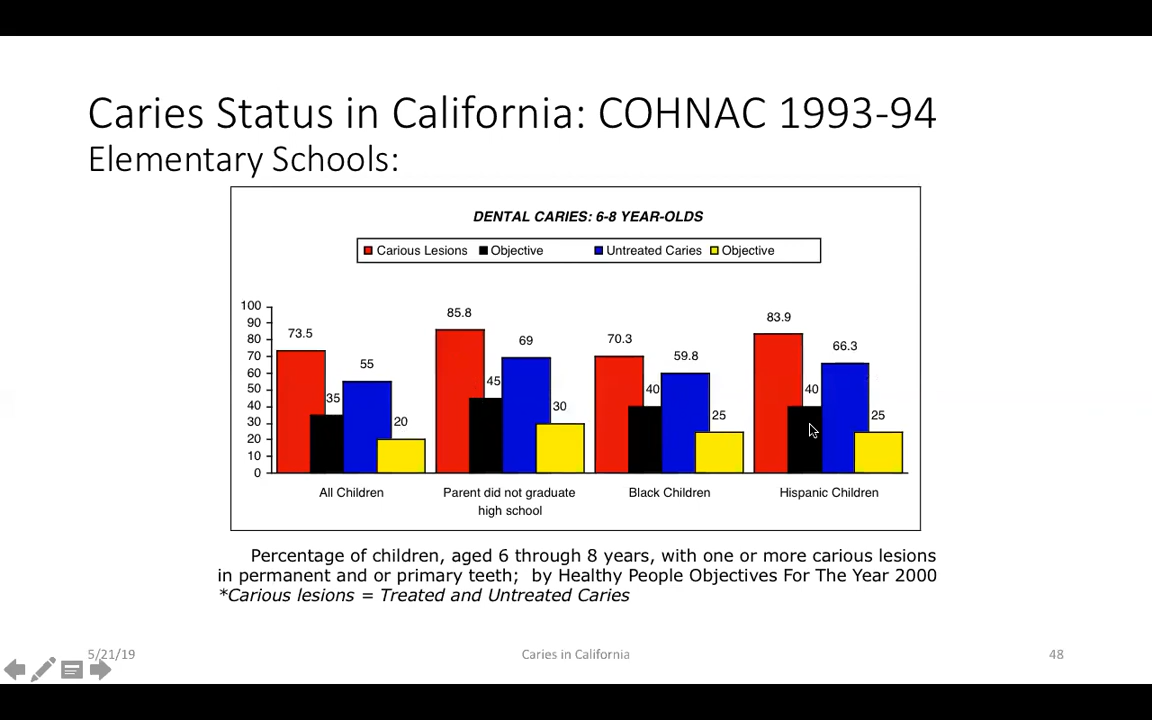 Caries Status in California: COHNAC 1993-94
Elementary Schools:
DENTAL CARIES: 6-8 YEAR-OLDS
Carious Lesions Objective Untreated Caries Objective
100
90
80
70
60
50
40
30
20
10
0
73.5
35
55
20
85.8
45
69
30
70.3
40
59.8
25
83.9
40
66.3
25
All Children
Parent did not graduate
high school
Black Children
Hispanic Children
Percentage of children, aged 6 through 8 years, with one or more carious lesions
in permanent and or primary teeth; by Healthy People Objectives For The Year 2000
*Carious lesions = Treated and Untreated Caries
5/21/19
Caries in California
48